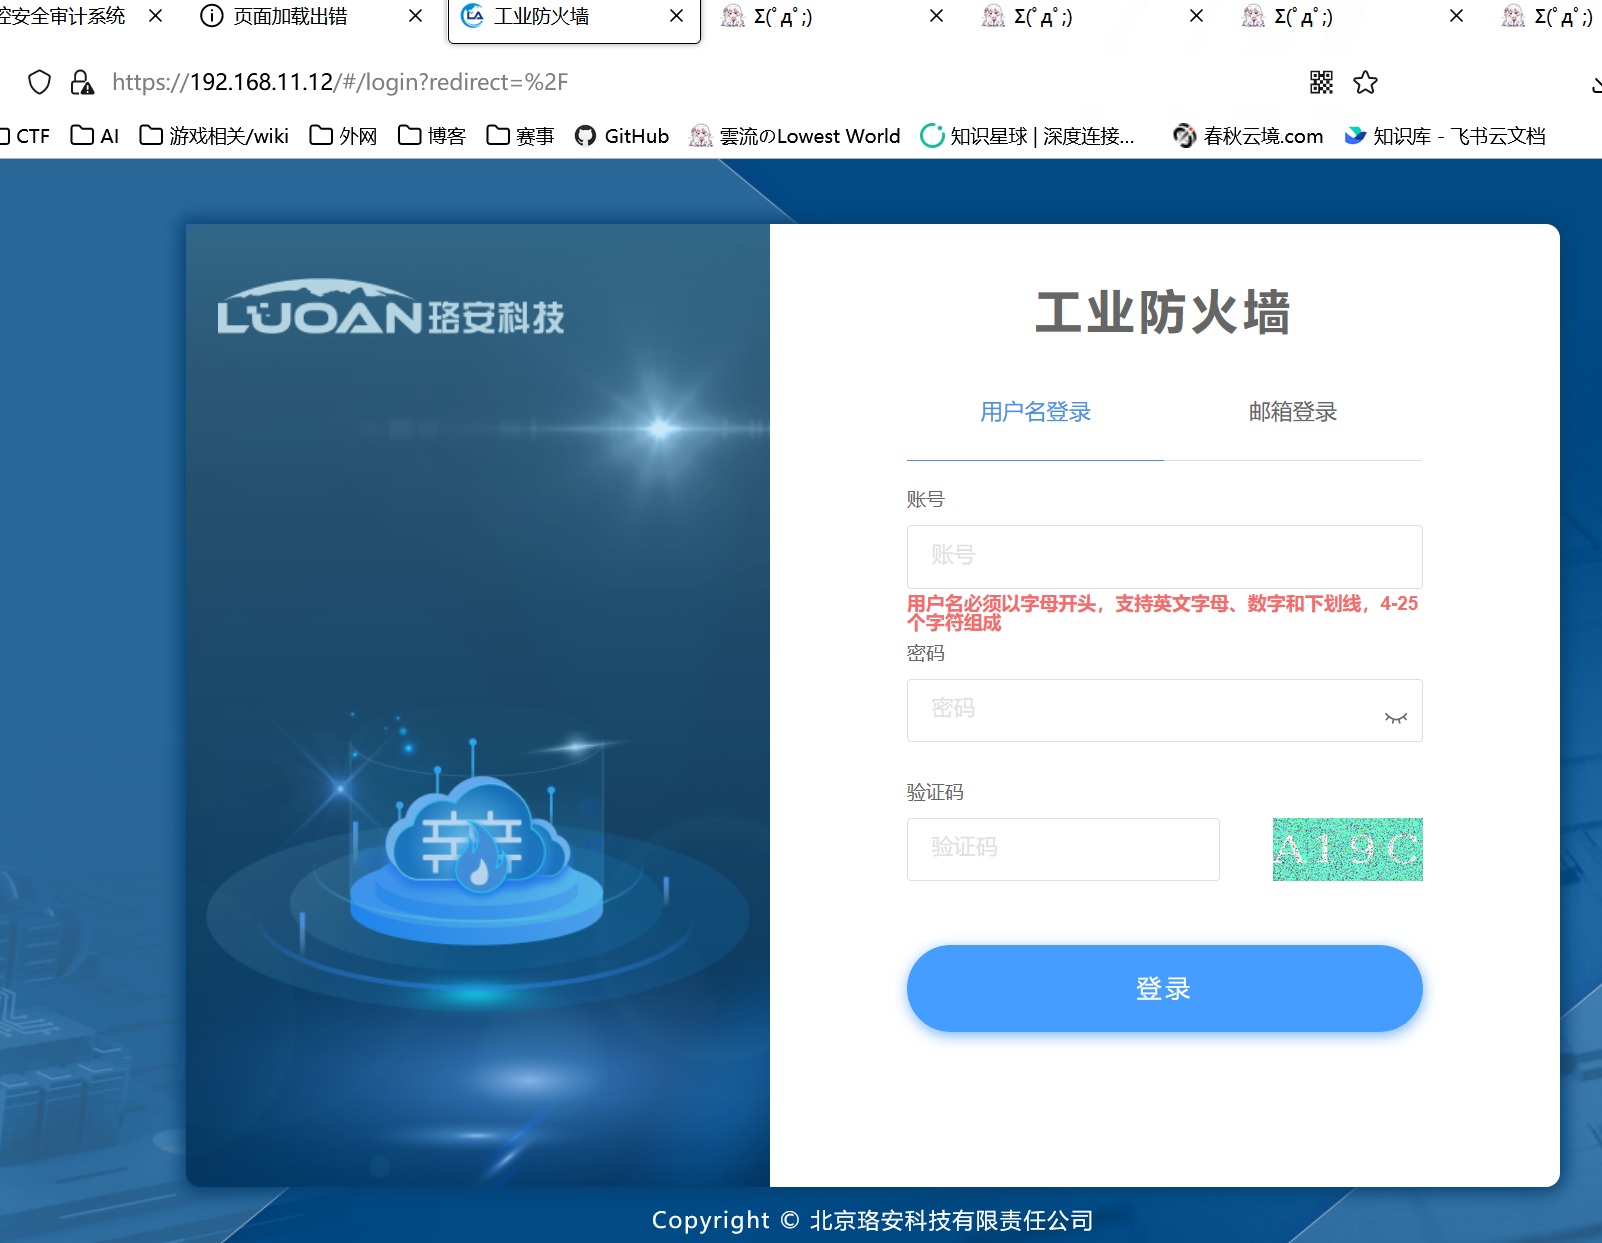 控安全审计系统
页面加载出错
工业防火墙
Σ(ﾟдﾟ;)
Σ(ﾟдﾟ;)
Σ(ﾟдﾟ;)
Σ(ﾟдﾟ;)
https://192.168.11.12/#/login?redirect=%2F
CTF
AI
游戏相关/wiki
外网
博客
赛事
GitHub
雲流のLowest World
知识星球 | 深度连接...
春秋云境.com
知识库 - 飞书云文档
LUOAN珞安科技
工业防火墙
用户名登录
邮箱登录
账号
账号
用户名必须以字母开头，支持英文字母、数字和下划线，4-25
个字符组成
密码
密码
验证码
验证码
A19C
登录
Copyright © 北京珞安科技有限责任公司